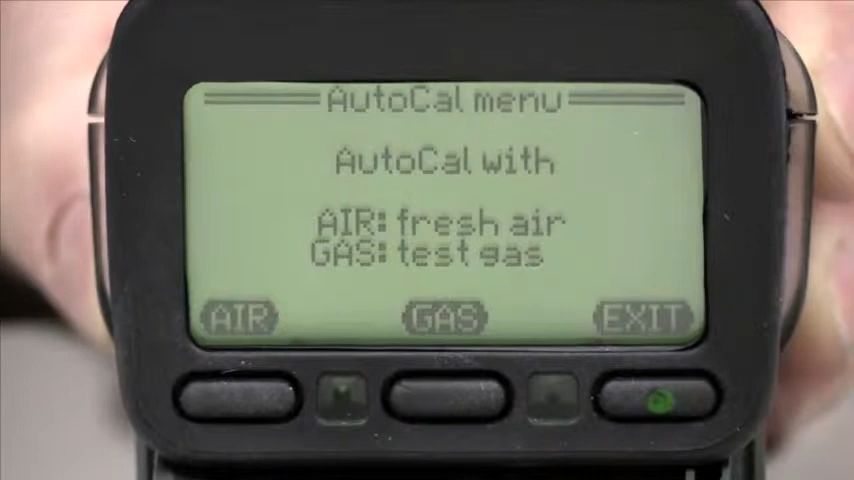 AutoCal menu
AutoCal with
AIR: fresh air
GAS: test gas
AIR GAS EXIT